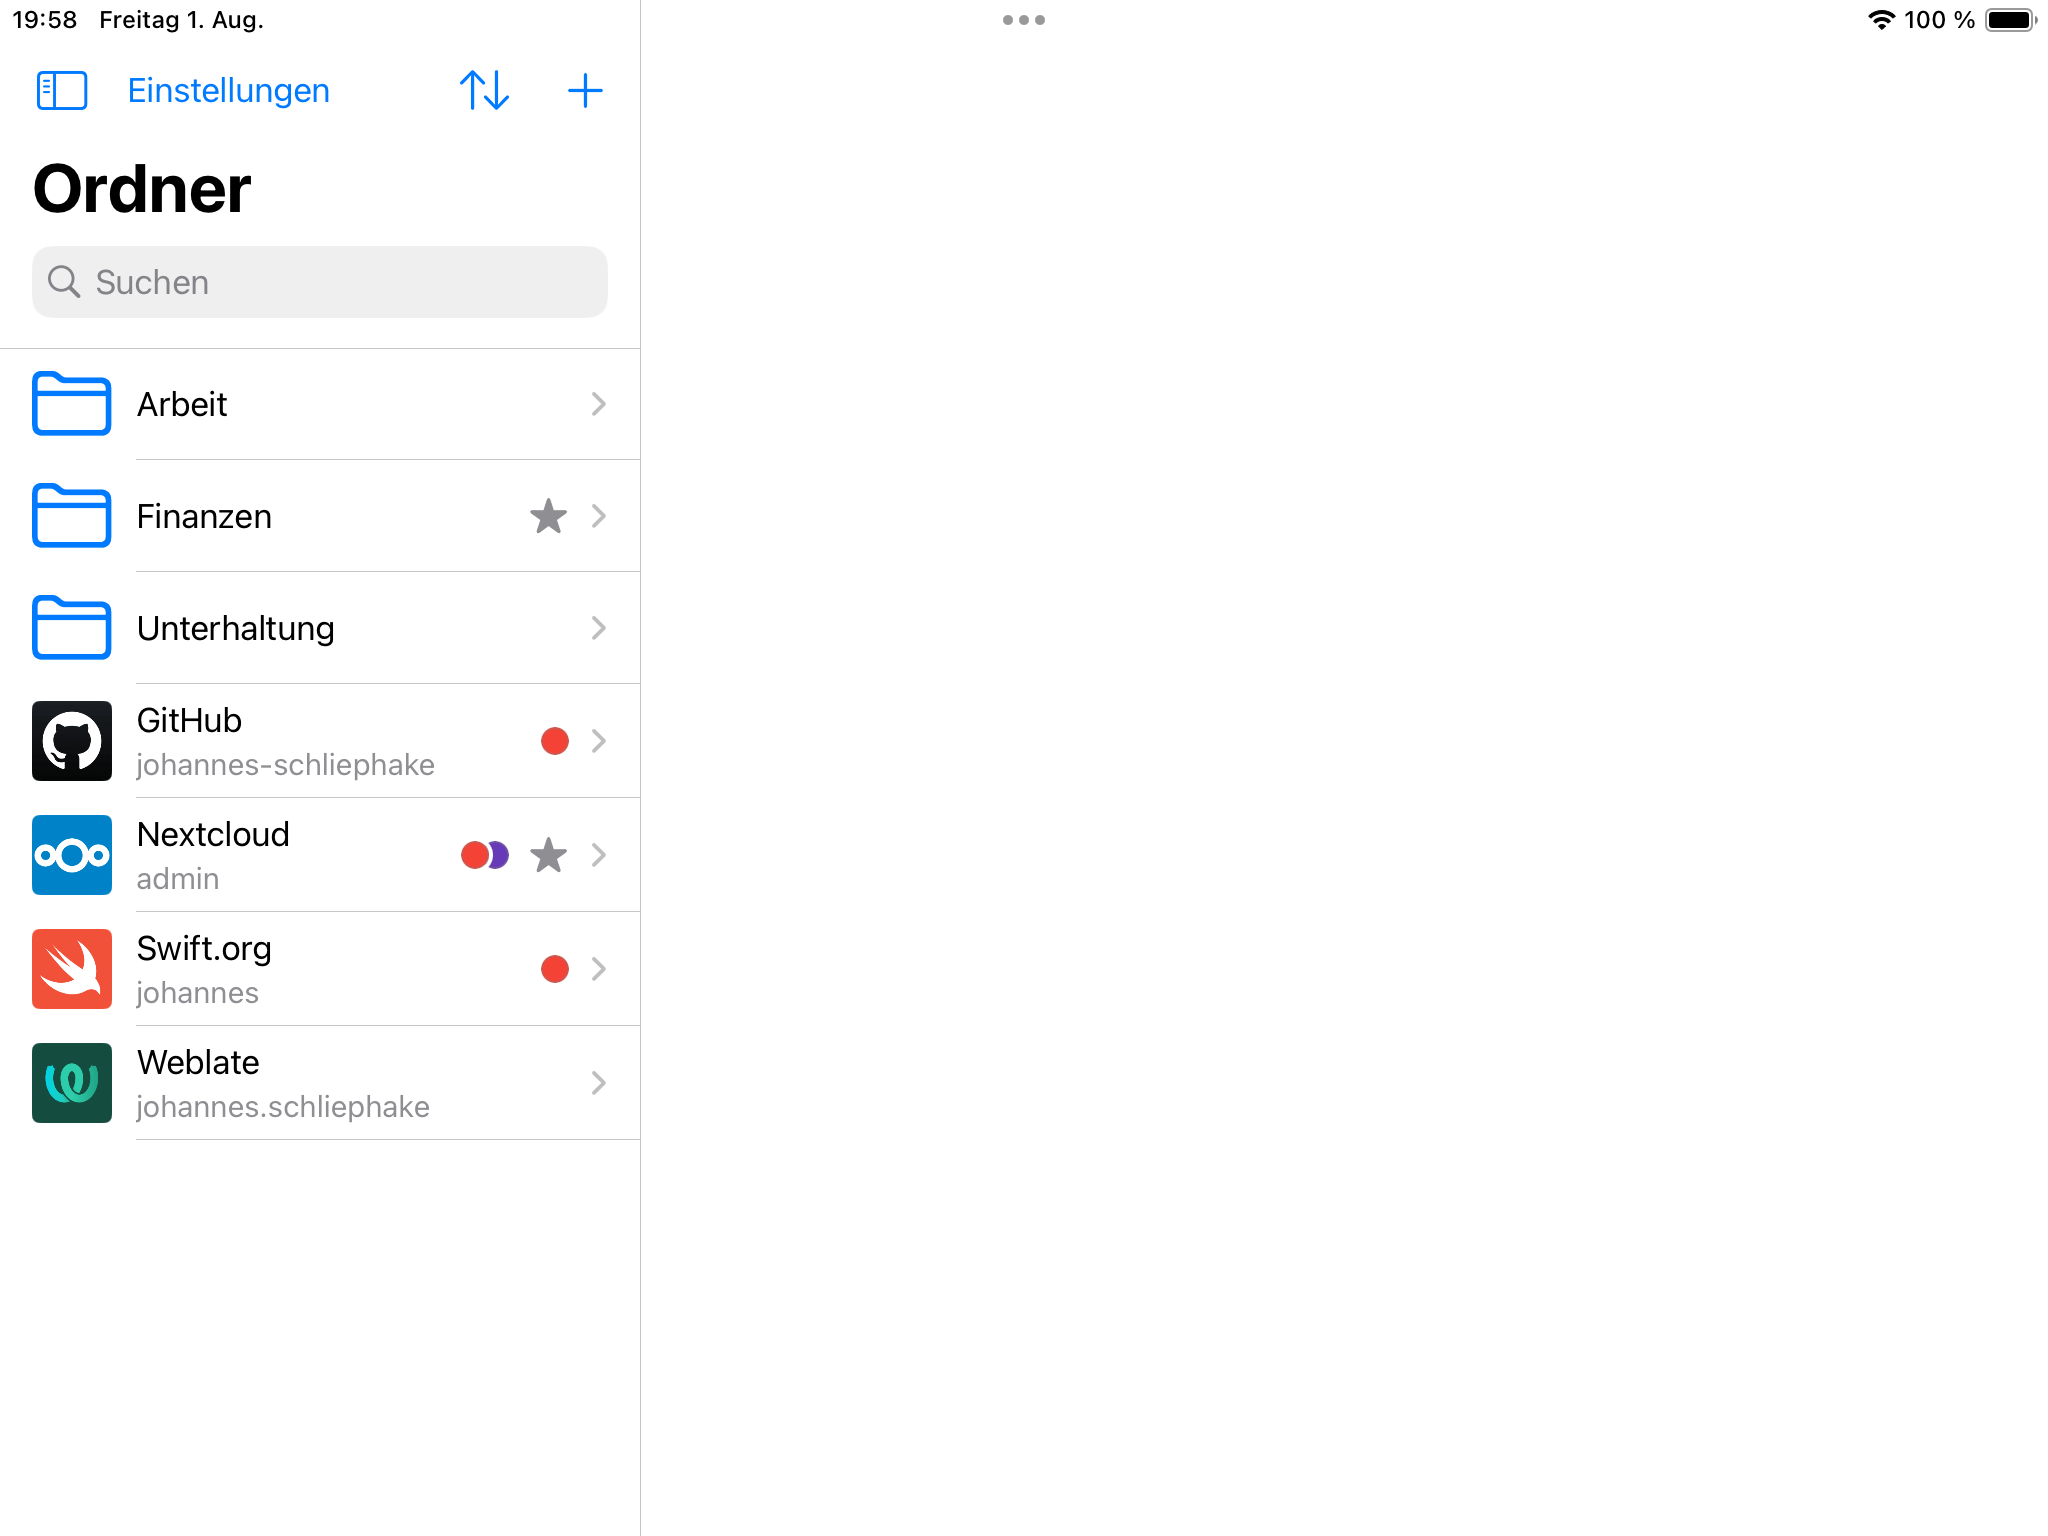 19:58 Freitag 1. Aug.
100 %
Einstellungen
Ordner
Suchen
Arbeit
Finanzen
Unterhaltung
GitHub
johannes-schliephake
Nextcloud
admin
Swift.org
johannes
Weblate
johannes.schliephake